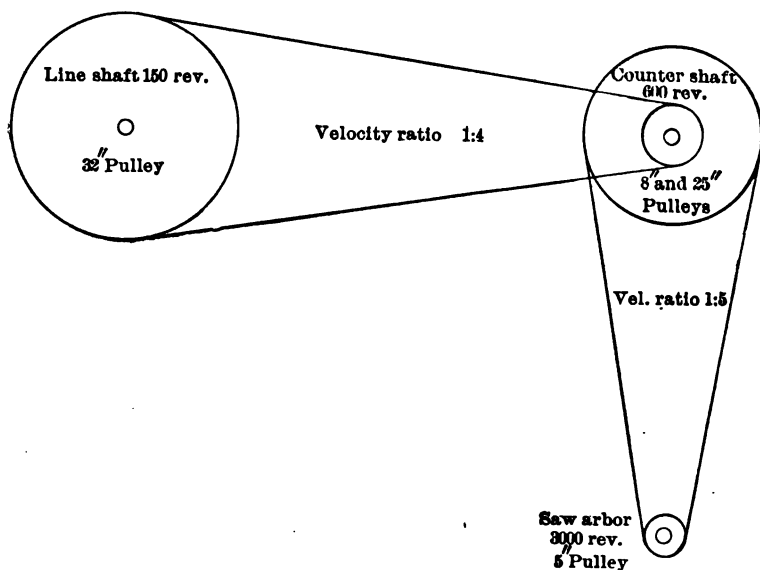 Line shaft 150 rev.
32" Pulley
Velocity ratio 1:4
Counter shaft
600 rev.
8" and 25"
Pulleys
Vel. ratio 1:5
Saw arbor
3000 rev.
5" Pulley